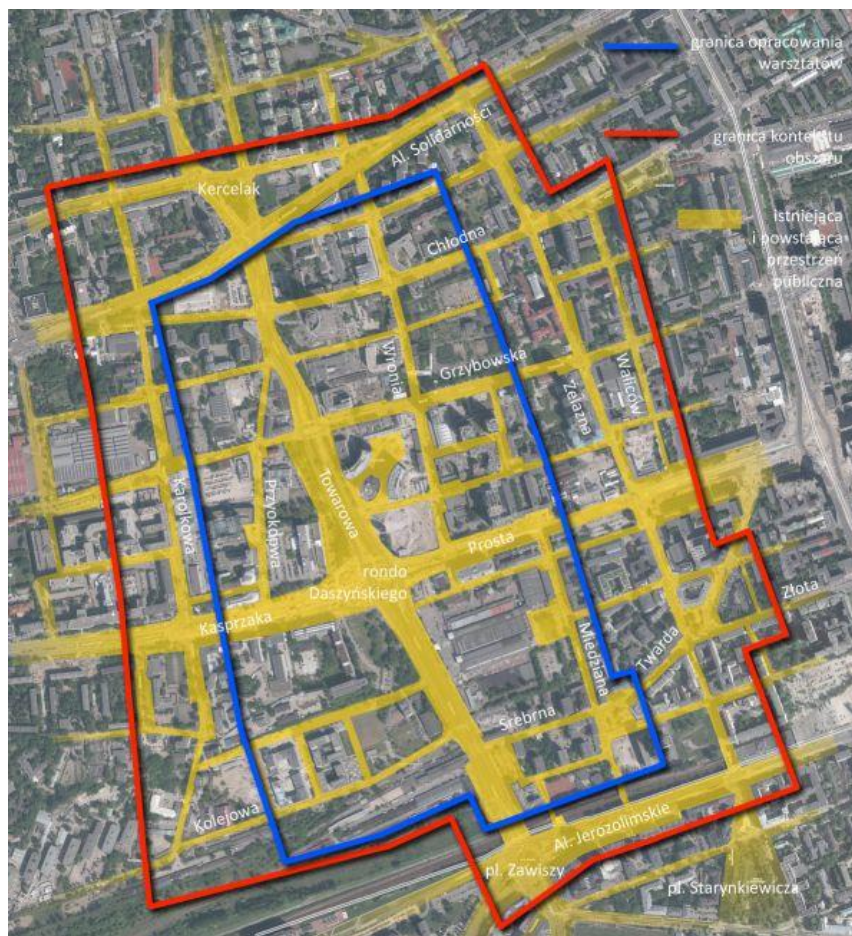 granica opracowania
warsztatów
granica kontekstu
obszaru
istniejąca
i powstająca
przestrzeń
publiczna
Al. Solidarności
Kercelak
Chłodna
Wronia
Grzybowska
Żelazna
Waliców
Karolkowa
Przyokopowa
Towarowa
Prosta
rondo
Daszyńskiego
Kasprzaka
Złota
Twarda
Miedziana
Srebrna
Kolejowa
Al. Jerozolimskie
pl. Zawiszy
pl. Starynkiewicza